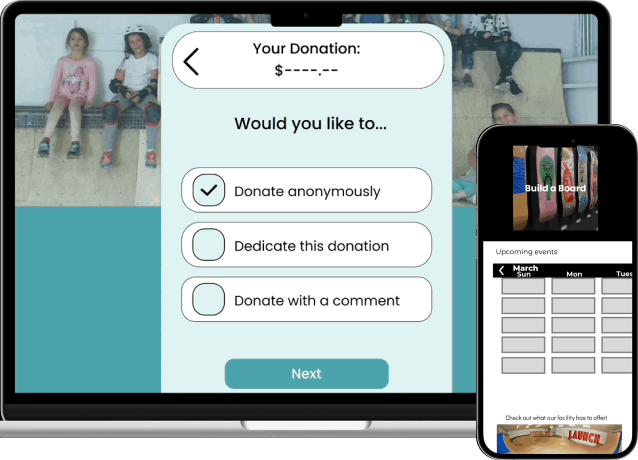 Your Donation:
$----.--
Would you like to...
Donate anonymously
Dedicate this donation
Donate with a comment
Next
Build a Board
Upcoming events
March
Sun Mon Tues
Check out what our facility has to offer!
LAUNCH